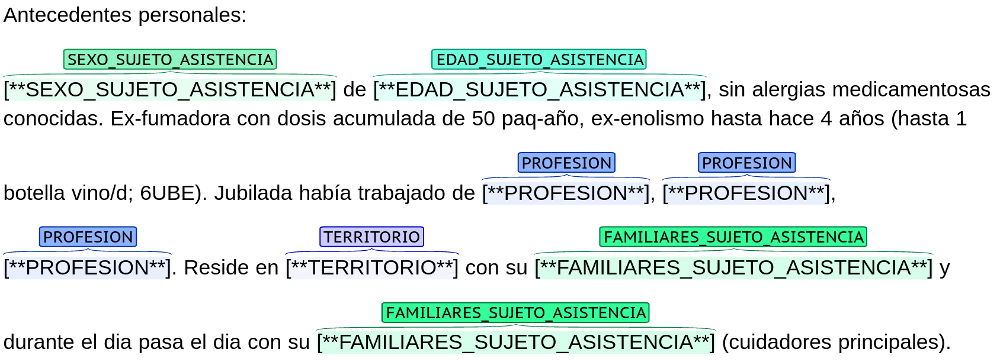 Antecedentes personales:
SEXO_SUJETO_ASISTENCIA EDAD_SUJETO_ASISTENCIA
[**SEXO_SUJETO_ASISTENCIA**] de [**EDAD_SUJETO_ASISTENCIA**], sin alergias medicamentosas
conocidas. Ex-fumadora con dosis acumulada de 50 paq-año, ex-enolismo hasta hace 4 años (hasta 1
PROFESION PROFESION
botella vino/d; 6UBE). Jubilada había trabajado de [**PROFESION**], [**PROFESION**],
PROFESION TERRITORIO FAMILIARES_SUJETO_ASISTENCIA
[**PROFESION**]. Reside en [**TERRITORIO**] con su [**FAMILIARES_SUJETO_ASISTENCIA**] y
FAMILIARES_SUJETO_ASISTENCIA
durante el dia pasa el dia con su [**FAMILIARES_SUJETO_ASISTENCIA**] (cuidadores principales).